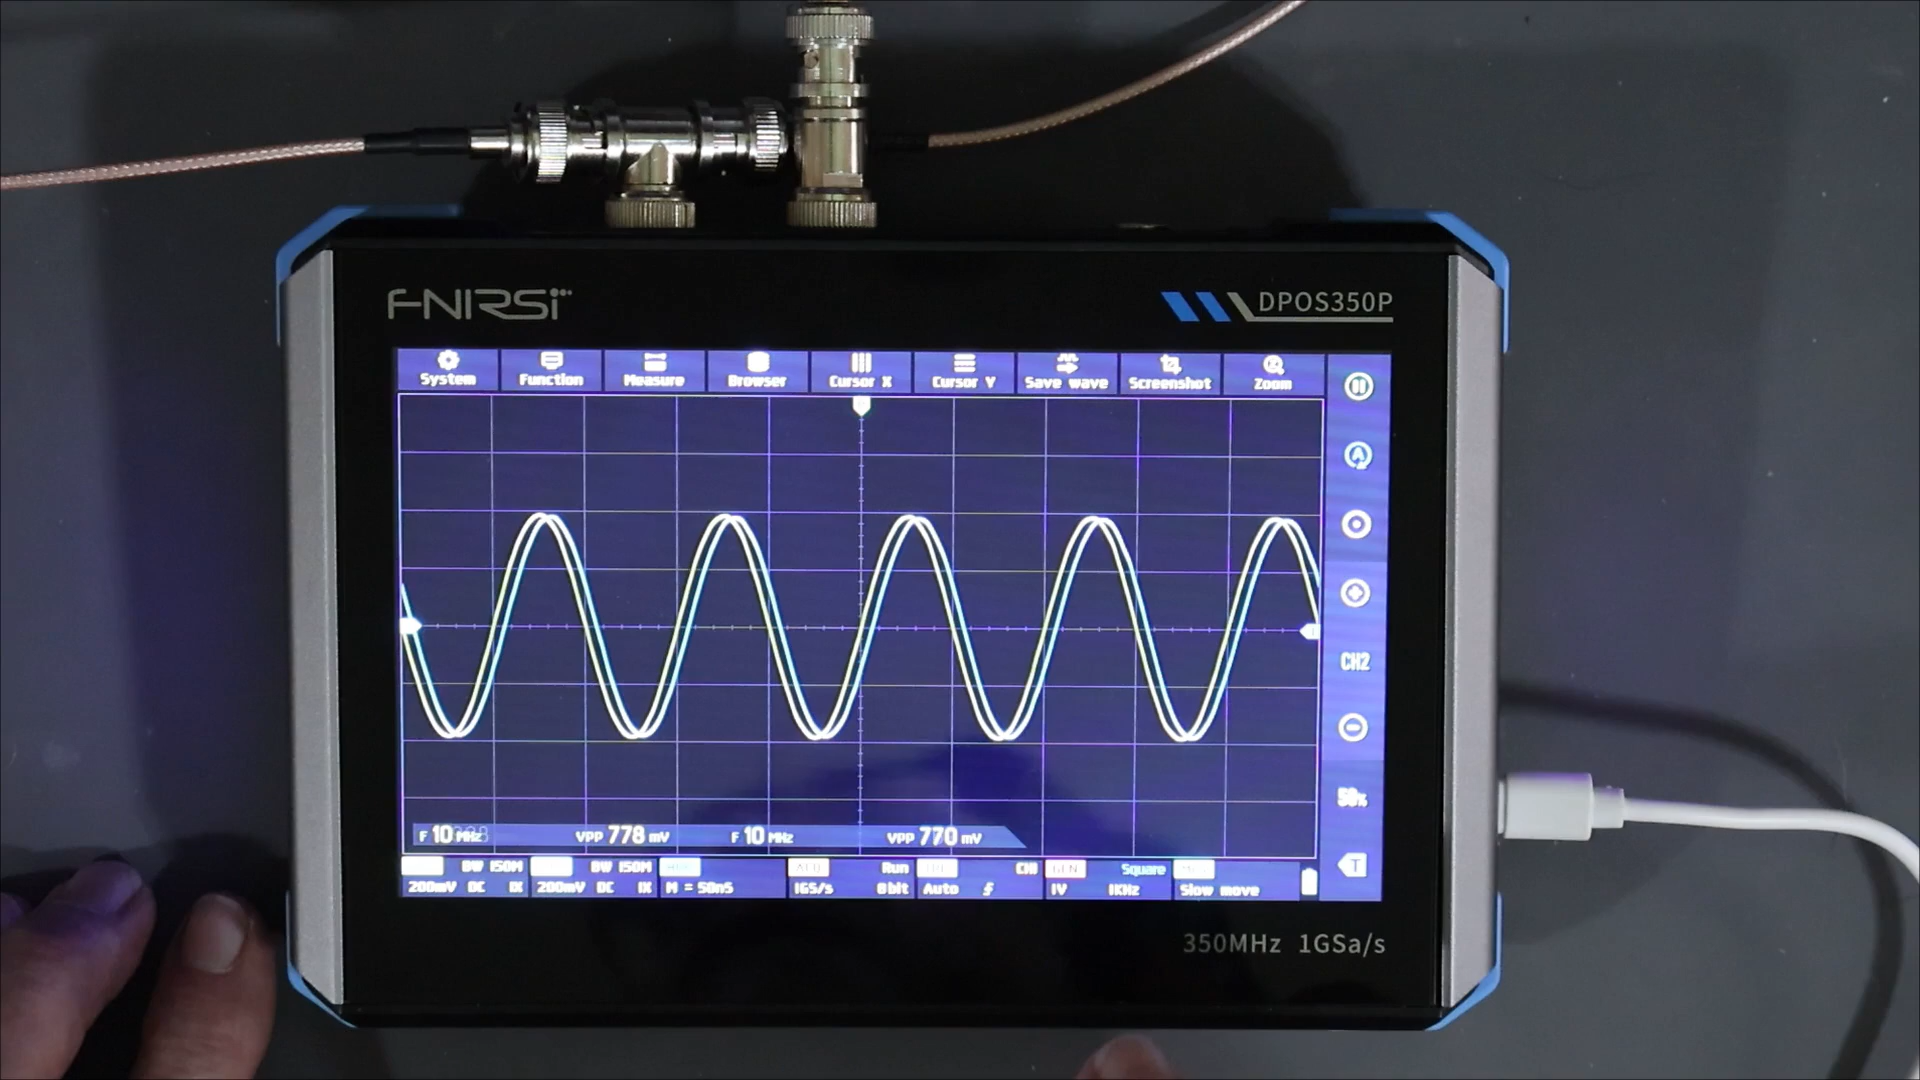 FNIRSI
DPOS350P
System Function Measure Browser Cursor X Cursor Y Save wave Screenshot Zoom
CH2
50%
T
F 10 MHz VPP 778 mV F 10 MHz VPP 770 mV
BW 150M BW 150M Run CH1 GEN Square
200mV DC 1X 200mV DC 1X M = 50nS 1GS/s 8bit Auto 1V 1KHz Slow move
350MHz 1GSa/s